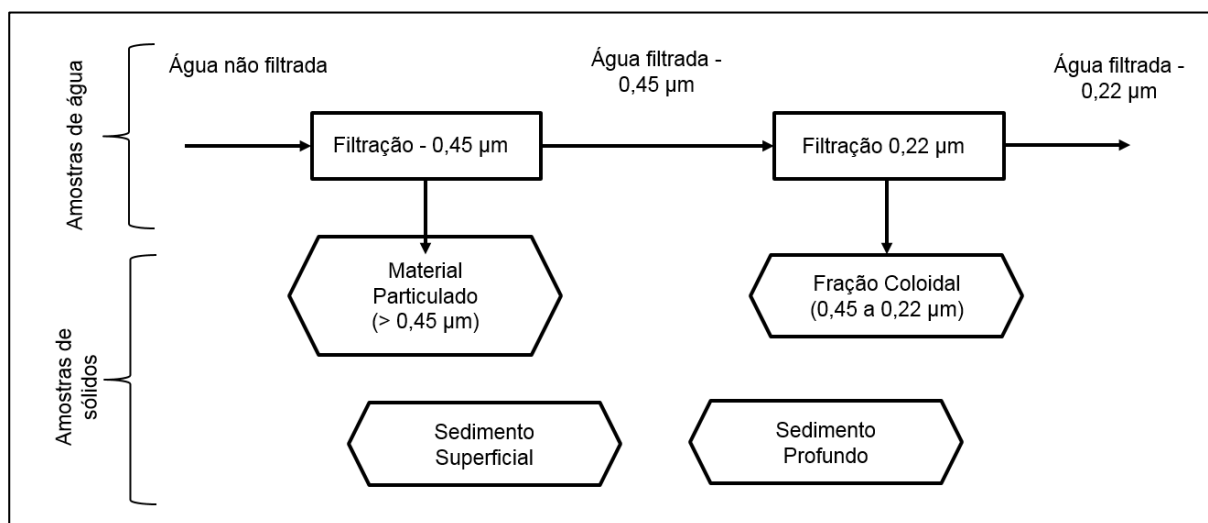 Amostras de água
Água não filtrada
Água filtrada -
0,45 µm
Água filtrada -
0,22 µm
Filtração - 0,45 µm
Filtração 0,22 µm
Amostras de
sólidos
Material
Particulado
(> 0,45 µm)
Fração Coloidal
(0,45 a 0,22 µm)
Sedimento
Superficial
Sedimento
Profundo